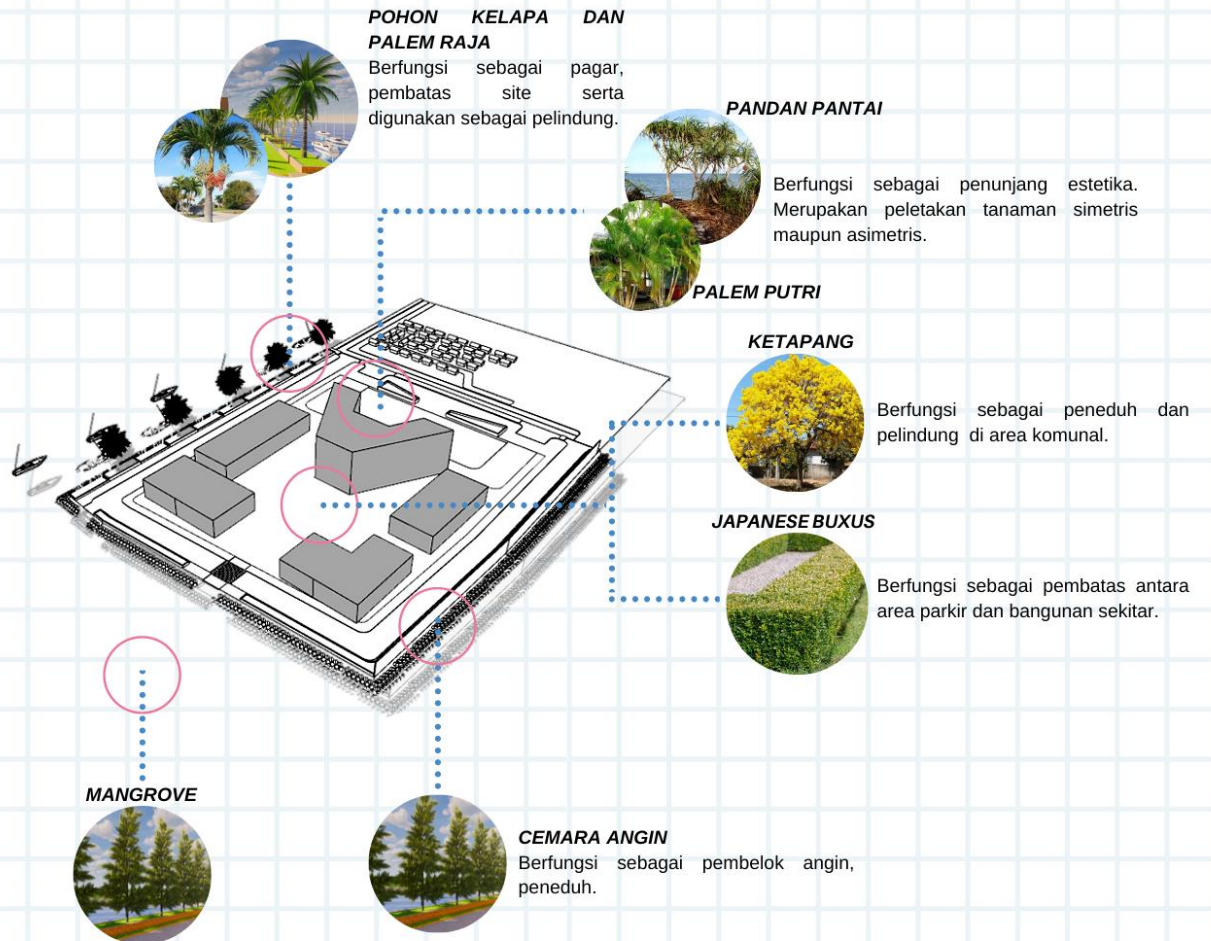 POHON KELAPA DAN
PALEM RAJA
Berfungsi sebagai pagar,
pembatas site serta
digunakan sebagai pelindung.
PANDAN PANTAI
Berfungsi sebagai penunjang estetika.
Merupakan peletakan tanaman simetris
maupun asimetris.
PALEM PUTRI
KETAPANG
Berfungsi sebagai peneduh dan
pelindung di area komunal.
JAPANESE BUXUS
Berfungsi sebagai pembatas antara
area parkir dan bangunan sekitar.
MANGROVE
CEMARA ANGIN
Berfungsi sebagai pembelok angin,
peneduh.